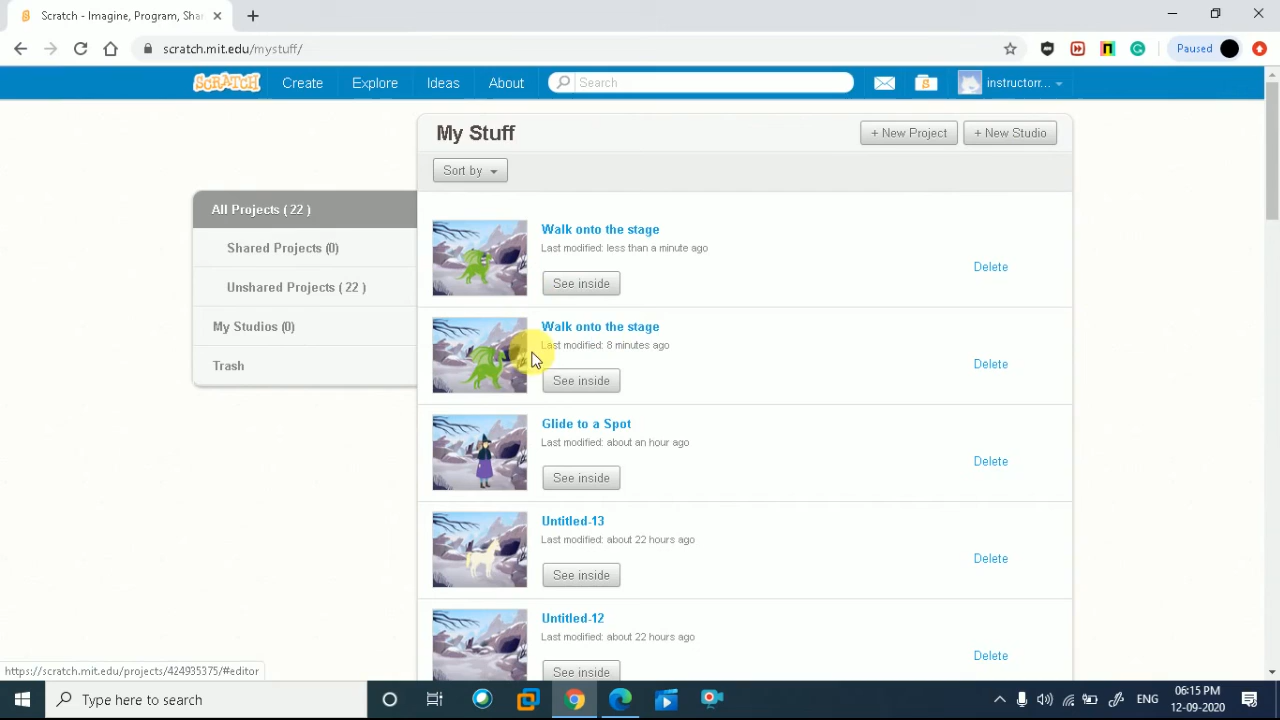 Scratch - Imagine, Program, Sha
scratch.mit.edu/mystuff/
Paused
SCRATCH
Create
Explore
Ideas
About
Search
instructorr...
My Stuff
+ New Project
+ New Studio
Sort by
All Projects ( 22 )
Shared Projects (0)
Unshared Projects ( 22 )
My Studios (0)
Trash
Walk onto the stage
Last modified: less than a minute ago
See inside
Delete
Walk onto the stage
Last modified: 8 minutes ago
See inside
Delete
Glide to a Spot
Last modified: about an hour ago
See inside
Delete
Untitled-13
Last modified: about 22 hours ago
See inside
Delete
Untitled-12
Last modified: about 22 hours ago
See inside
Delete
https://scratch.mit.edu/projects/424935375/#editor
Type here to search
ENG
06:15 PM
12-09-2020